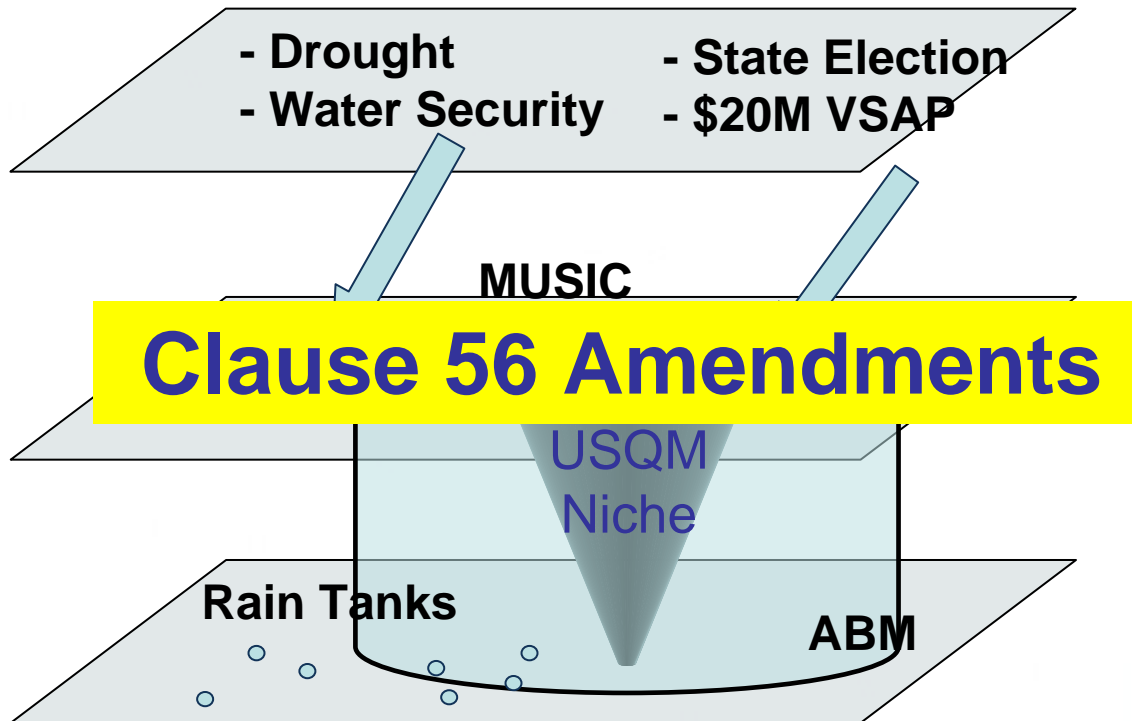 - Drought
- Water Security
- State Election
- $20M VSAP
MUSIC
Clause 56 Amendments
USQM
Niche
Rain Tanks
ABM